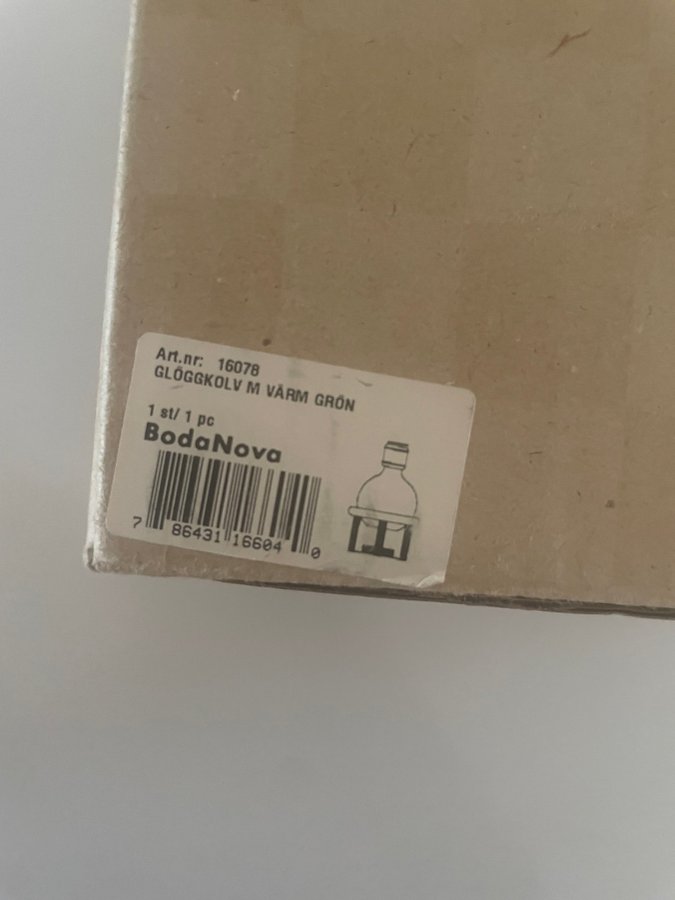 Art.nr: 16078
GLÖGGKOLV M VÄRM GRÖN
1 st/ 1 pc
BodaNova
7 86431 16604 0